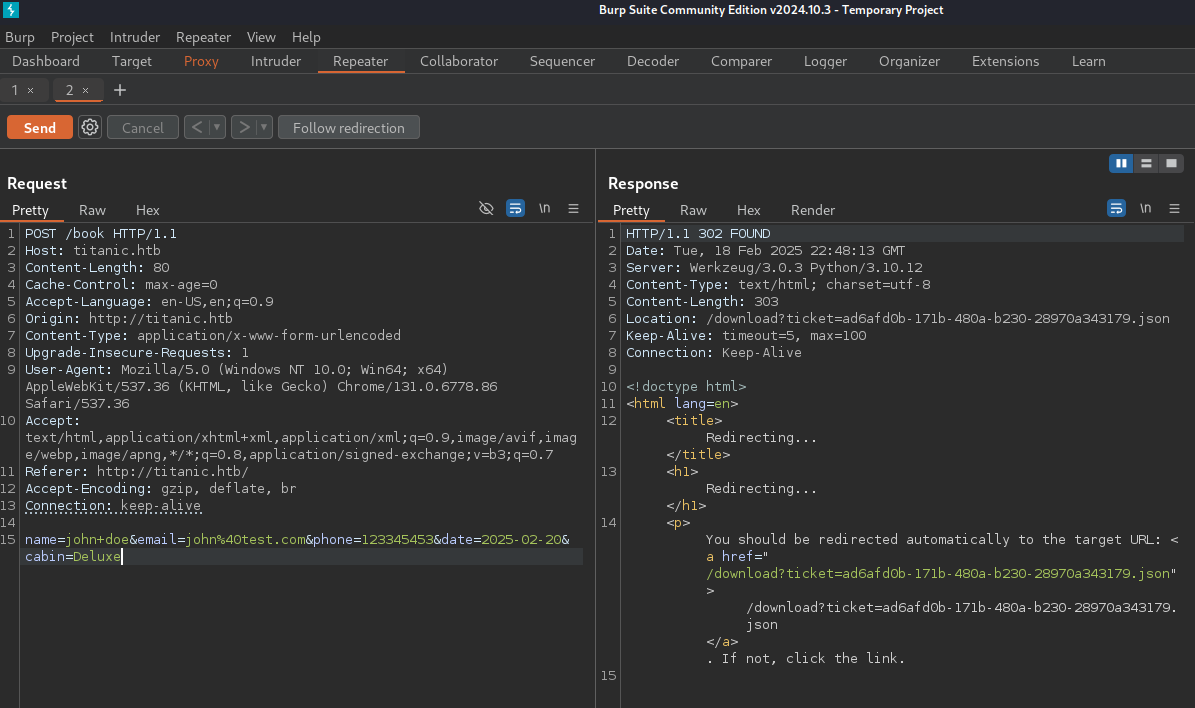 Burp Suite Community Edition v2024.10.3 - Temporary Project
Burp Project Intruder Repeater View Help
Dashboard Target Proxy Intruder Repeater Collaborator Sequencer Decoder Comparer Logger Organizer Extensions Learn
1 × 2 × +
Send Cancel < > Follow redirection
Request
Pretty Raw Hex \n
1 POST /book HTTP/1.1
2 Host: titanic.htb
3 Content-Length: 80
4 Cache-Control: max-age=0
5 Accept-Language: en-US,en;q=0.9
6 Origin: http://titanic.htb
7 Content-Type: application/x-www-form-urlencoded
8 Upgrade-Insecure-Requests: 1
9 User-Agent: Mozilla/5.0 (Windows NT 10.0; Win64; x64)
AppleWebKit/537.36 (KHTML, like Gecko) Chrome/131.0.6778.86
Safari/537.36
10 Accept:
text/html,application/xhtml+xml,application/xml;q=0.9,image/avif,imag
e/webp,image/apng,*/*;q=0.8,application/signed-exchange;v=b3;q=0.7
11 Referer: http://titanic.htb/
12 Accept-Encoding: gzip, deflate, br
13 Connection: keep-alive
14
15 name=john+doe&email=john%40test.com&phone=123345453&date=2025-02-20&
cabin=Deluxe
Response
Pretty Raw Hex Render \n
1 HTTP/1.1 302 FOUND
2 Date: Tue, 18 Feb 2025 22:48:13 GMT
3 Server: Werkzeug/3.0.3 Python/3.10.12
4 Content-Type: text/html; charset=utf-8
5 Content-Length: 303
6 Location: /download?ticket=ad6afd0b-171b-480a-b230-28970a343179.json
7 Keep-Alive: timeout=5, max=100
8 Connection: Keep-Alive
9
10 <!doctype html>
11 <html lang=en>
12 <title>
Redirecting...
</title>
13 <h1>
Redirecting...
</h1>
14 <p>
You should be redirected automatically to the target URL: <
a href="
/download?ticket=ad6afd0b-171b-480a-b230-28970a343179.json"
>
/download?ticket=ad6afd0b-171b-480a-b230-28970a343179.
json
</a>
. If not, click the link.
15